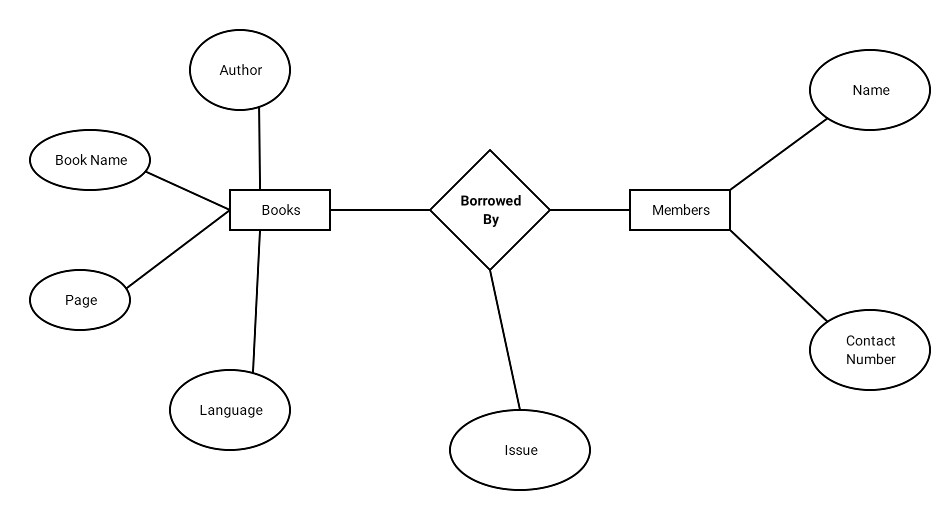 Author
Name
Book Name
Borrowed
By
Books
Members
Page
Contact
Number
Language
Issue